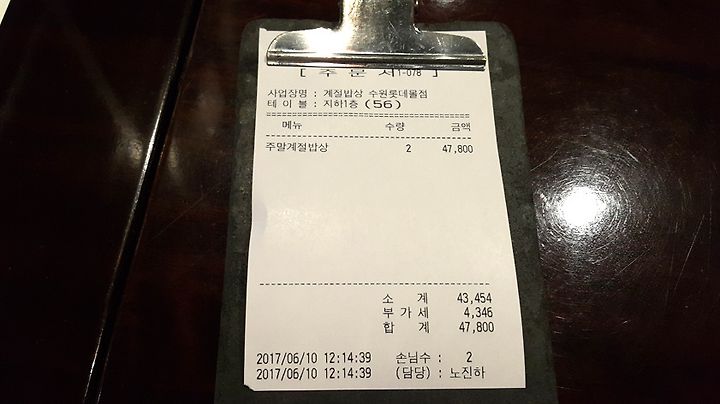 [ 주 문 서1-078 ]
사업장명 : 계절밥상 수원롯데몰점
테 이 블 : 지하1층 (56)
메뉴 수량 금액
주말계절밥상 2 47,800
소 계 43,454
부 가 세 4,346
합 계 47,800
2017/06/10 12:14:39 손님수 : 2
2017/06/10 12:14:39 (담당) : 노진하